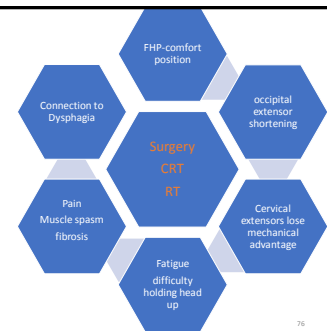 FHP-comfort
position
occipital
extensor
shortening
Cervical
extensors lose
mechanical
advantage
Fatigue
difficulty
holding head
up
Pain
Muscle spasm
fibrosis
Connection to
Dysphagia
Surgery
CRT
RT
76